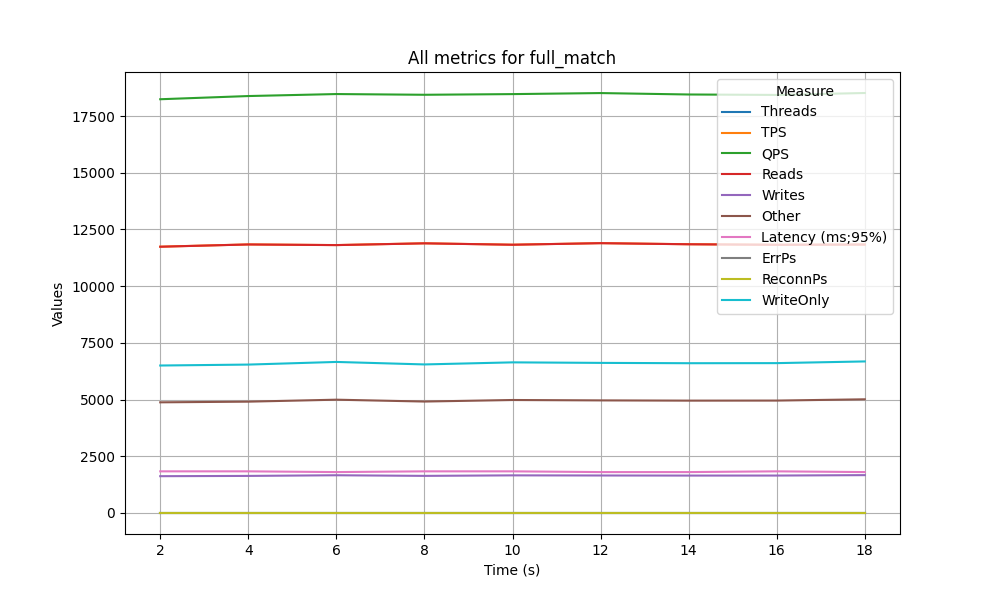 All metrics for full_match
Values
17500
15000
12500
10000
7500
5000
2500
0
2 4 6 8 10 12 14 16 18
Time (s)
Measure
Threads
TPS
QPS
Reads
Writes
Other
Latency (ms;95%)
ErrPs
ReconnPs
WriteOnly